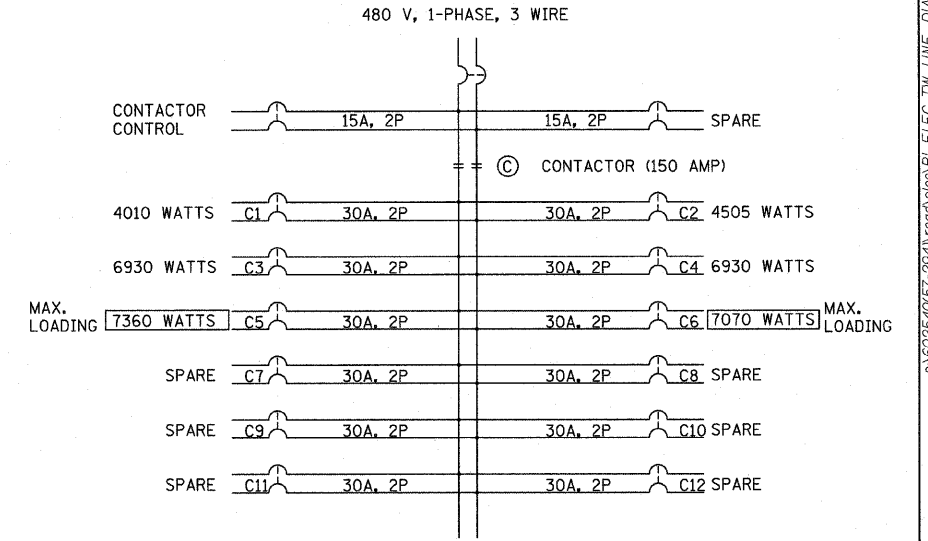 480 V, 1-PHASE, 3 WIRE
CONTACTOR
CONTROL
15A, 2P 15A, 2P SPARE
C CONTACTOR (150 AMP)
4010 WATTS C1 30A, 2P 30A, 2P C2 4505 WATTS
6930 WATTS C3 30A, 2P 30A, 2P C4 6930 WATTS
MAX.
LOADING 7360 WATTS C5 30A, 2P 30A, 2P C6 7070 WATTS MAX.
LOADING
SPARE C7 30A, 2P 30A, 2P C8 SPARE
SPARE C9 30A, 2P 30A, 2P C10 SPARE
SPARE C11 30A, 2P 30A, 2P C12 SPARE